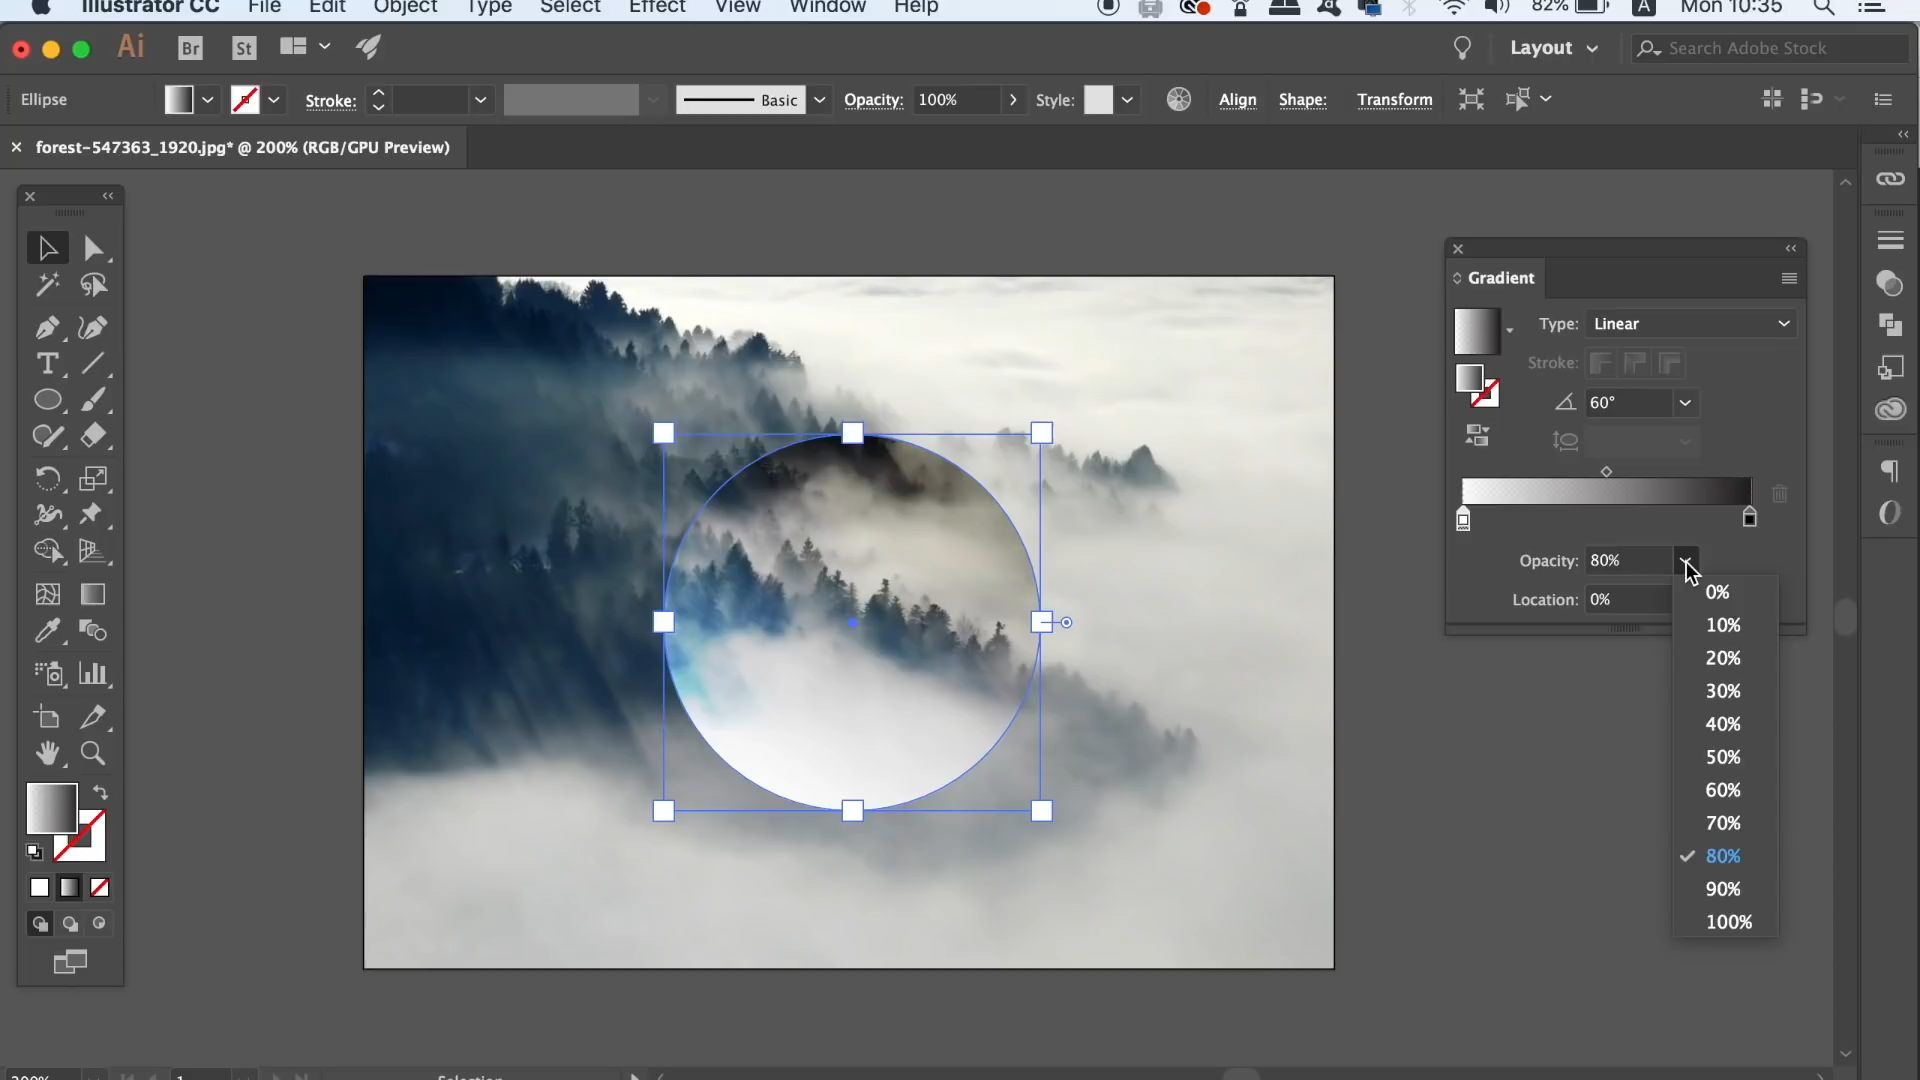 Illustrator CC File Edit Object Type Select Effect View Window Help 82% A Mon 10:35
Ai Br St Layout Search Adobe Stock
Ellipse Stroke: Basic Opacity: 100% Style: Align Shape: Transform
× forest-547363_1920.jpg* @ 200% (RGB/GPU Preview)
Gradient
Type: Linear
Stroke:
60°
Opacity: 80%
Location: 0%
0%
10%
20%
30%
40%
50%
60%
70%
80%
90%
100%
200% 1 Selection